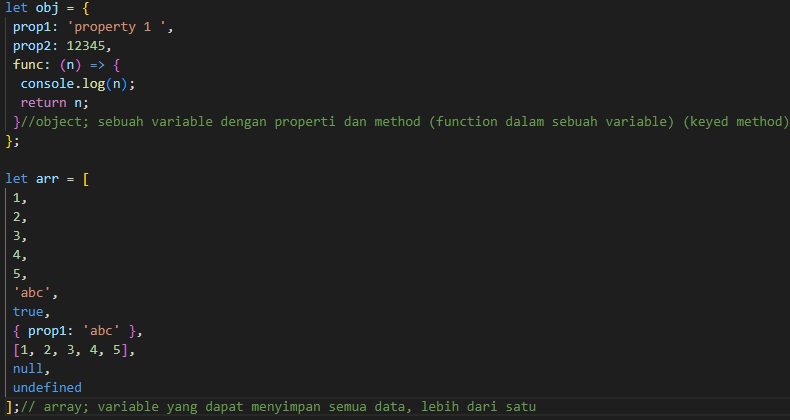 let obj = {
prop1: 'property 1 ',
prop2: 12345,
func: (n) => {
console.log(n);
return n;
}//object; sebuah variable dengan properti dan method (function dalam sebuah variable) (keyed method)
};
let arr = [
1,
2,
3,
4,
5,
'abc',
true,
{ prop1: 'abc' },
[1, 2, 3, 4, 5],
null,
undefined
];// array; variable yang dapat menyimpan semua data, lebih dari satu